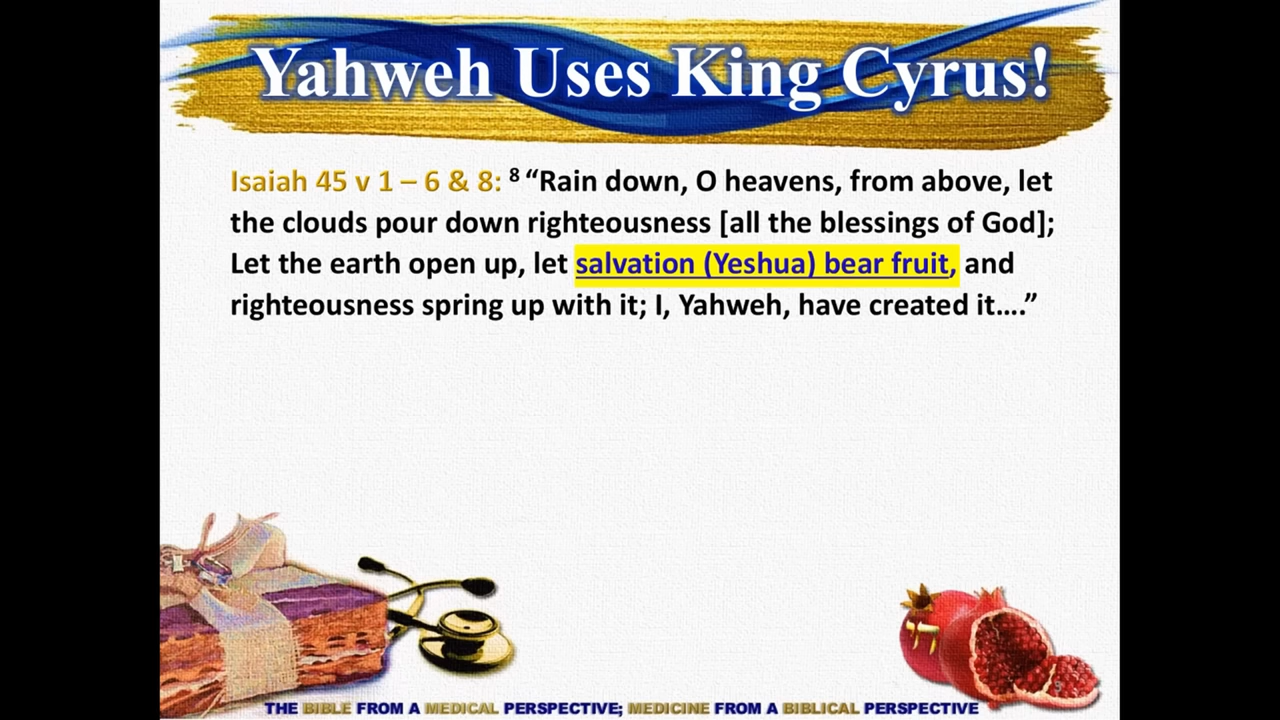 Yahweh Uses King Cyrus!
Isaiah 45 v 1 – 6 & 8: ⁸ “Rain down, O heavens, from above, let
the clouds pour down righteousness [all the blessings of God];
Let the earth open up, let salvation (Yeshua) bear fruit, and
righteousness spring up with it; I, Yahweh, have created it….”
THE BIBLE FROM A MEDICAL PERSPECTIVE; MEDICINE FROM A BIBLICAL PERSPECTIVE